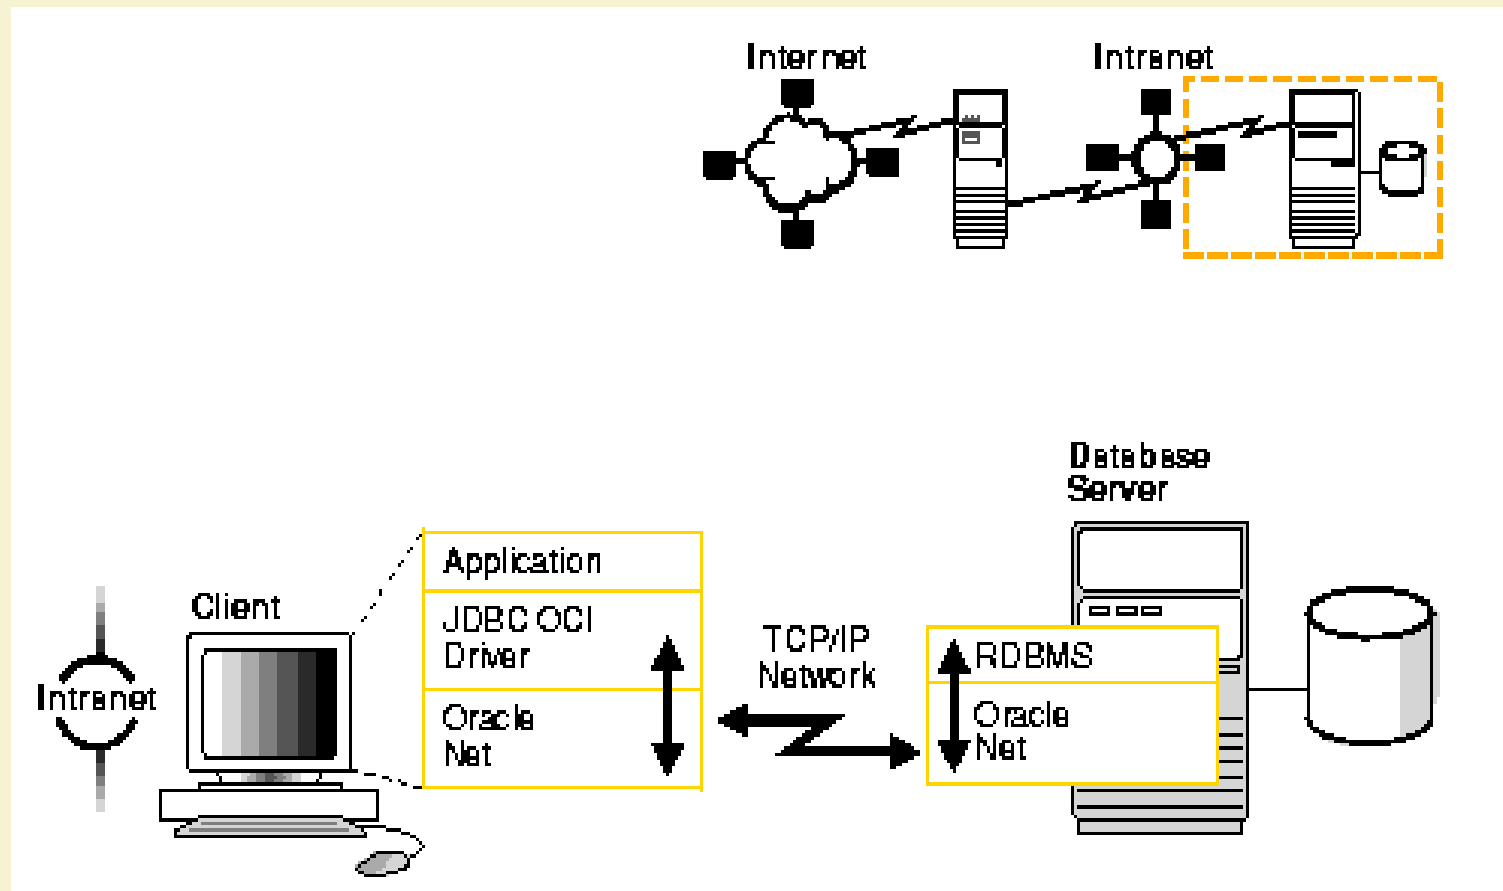 Internet
Intranet
Database
Server
Client
Intranet
Application
JDBC OCI
Driver
Oracle
Net
TCP/IP
Network
RDBMS
Oracle
Net